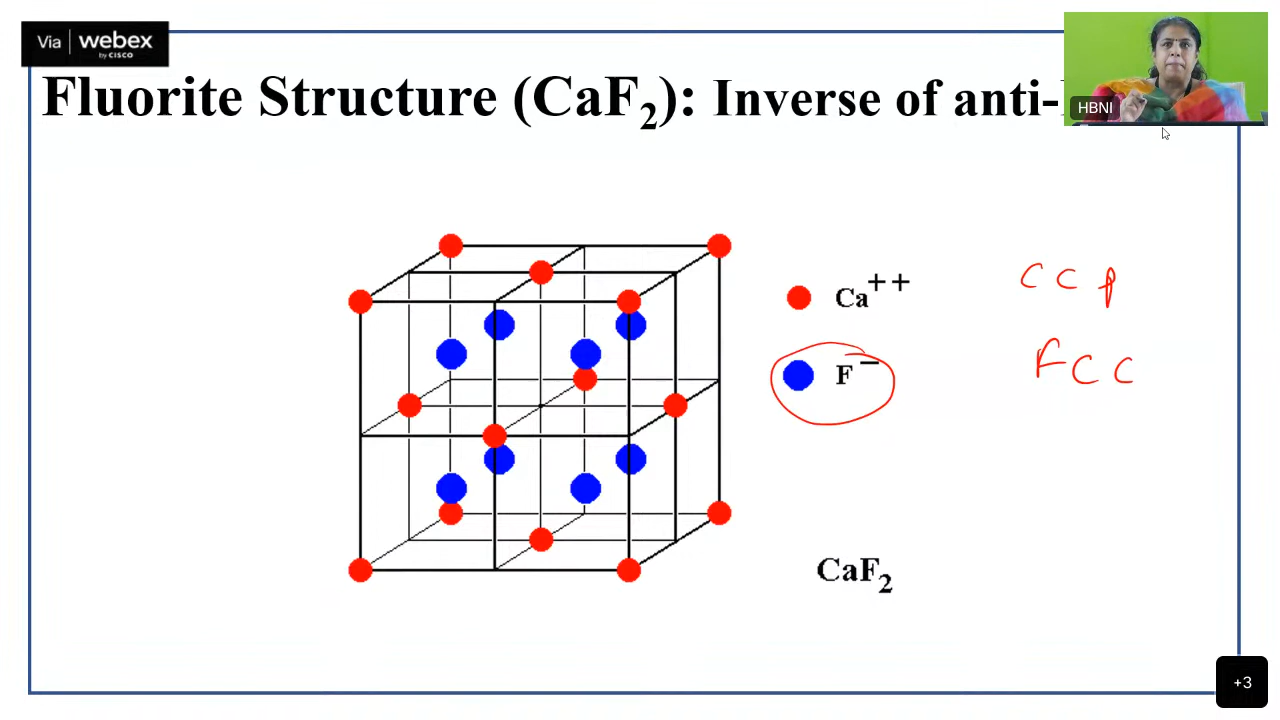 Via | webex
by CISCO
Fluorite Structure (CaF₂): Inverse of anti-
HBNI
Ca⁺⁺
ccp
F⁻
FCC
CaF₂
+3